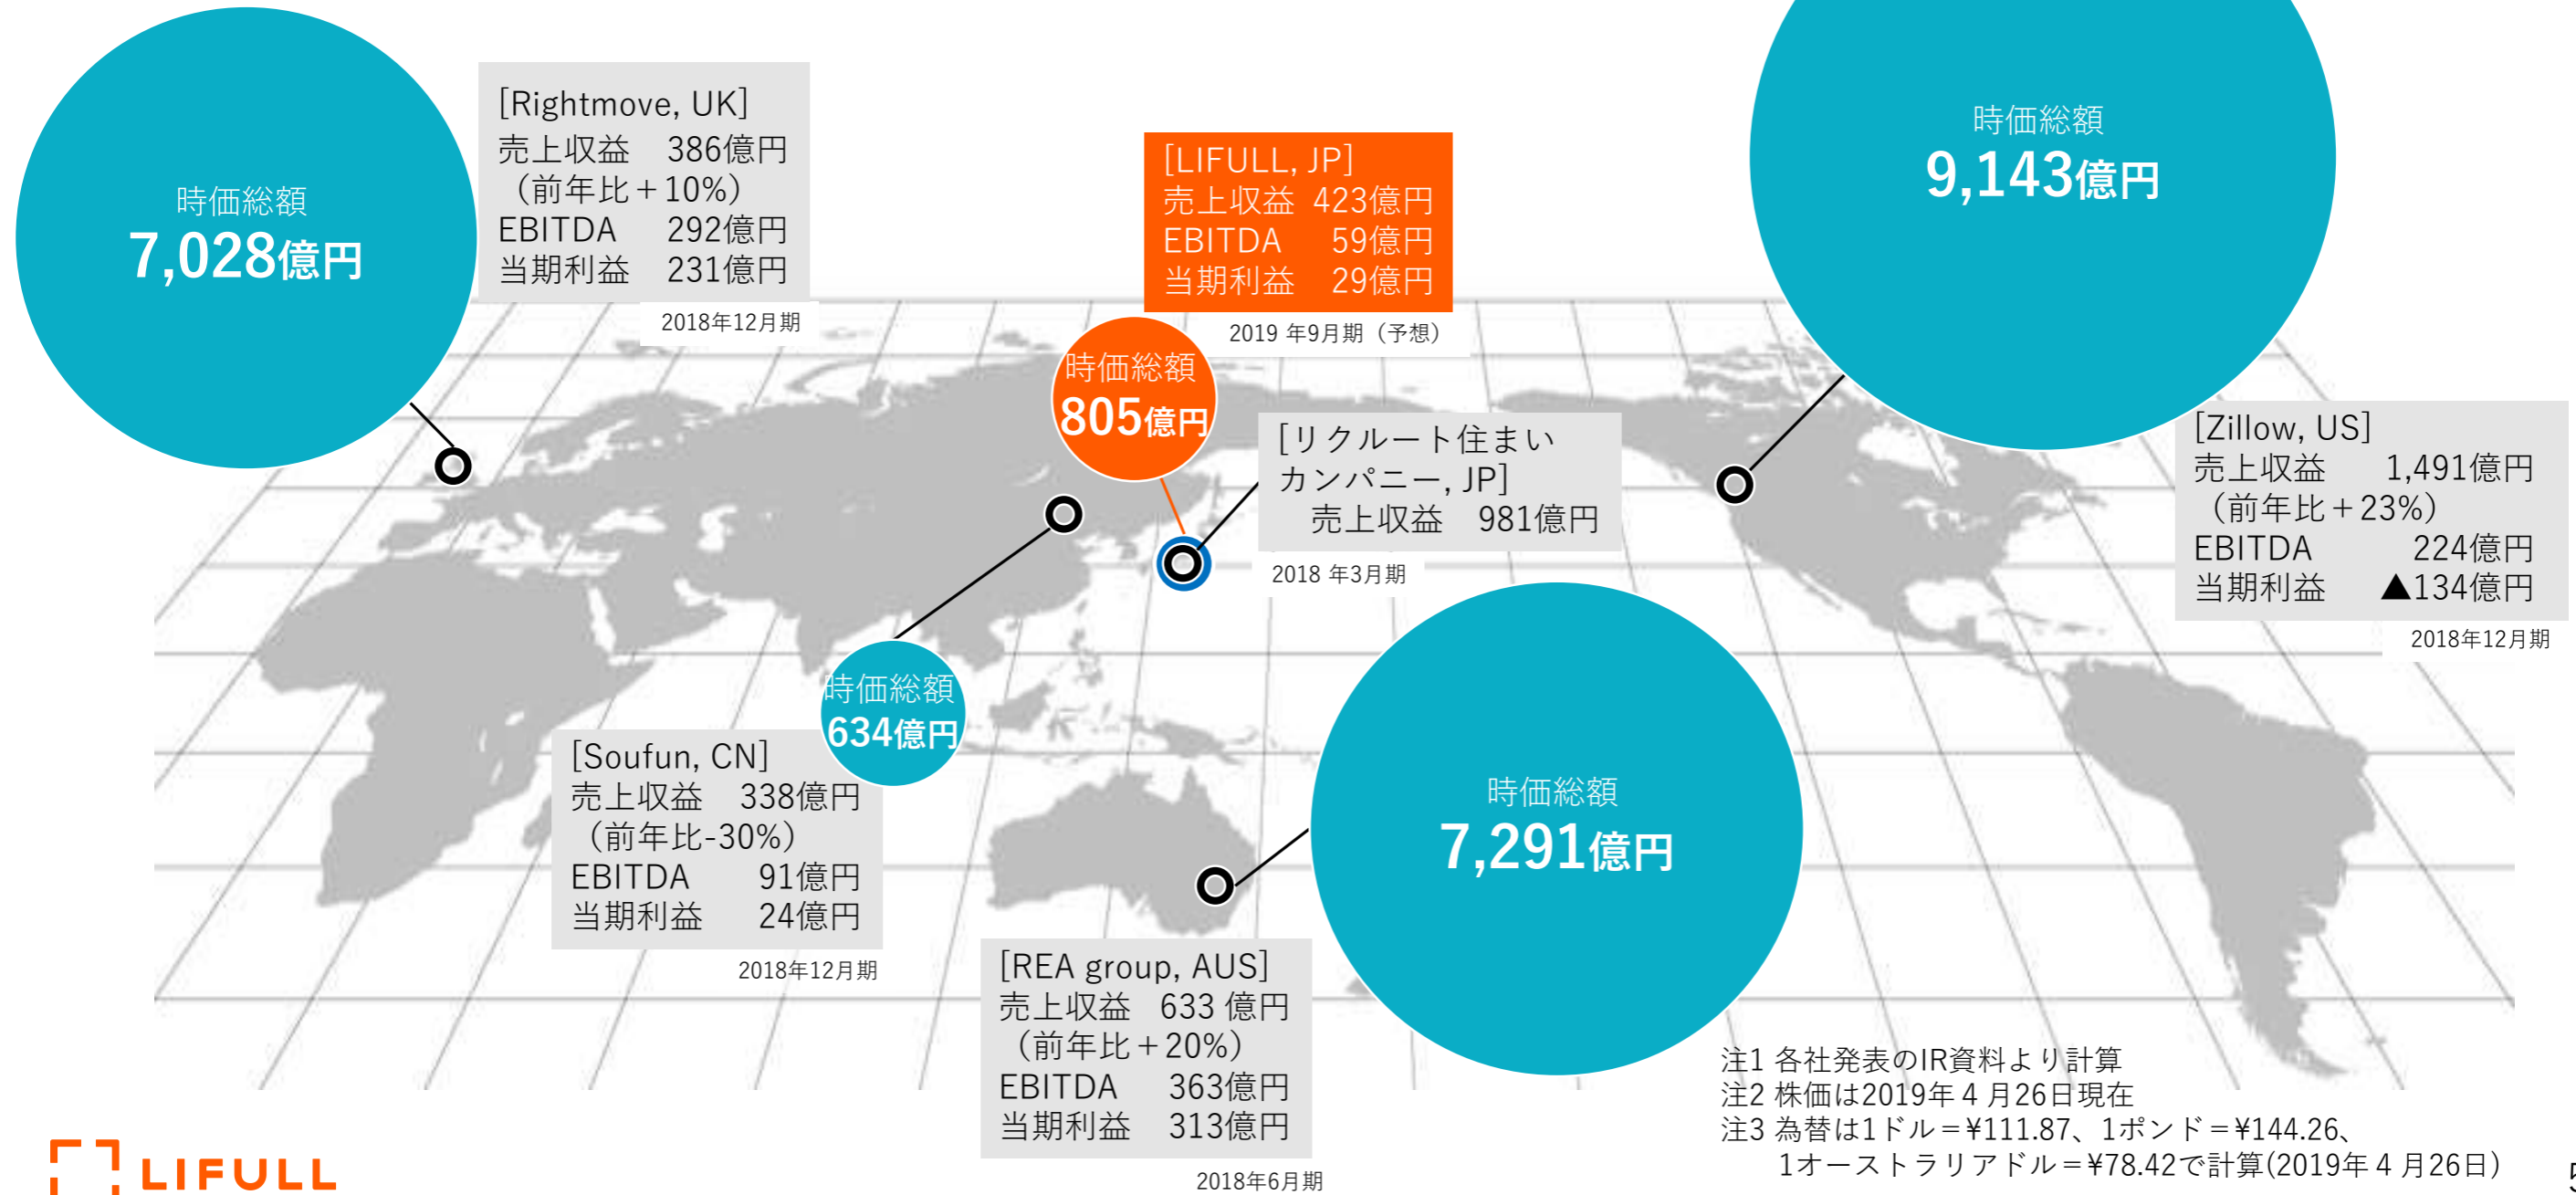 時価総額
7,028億円
[Rightmove, UK]
売上収益 386億円
（前年比＋10%）
EBITDA 292億円
当期利益 231億円
2018年12月期
[LIFULL, JP]
売上収益 423億円
EBITDA 59億円
当期利益 29億円
2019 年9月期（予想）
時価総額
805億円
[リクルート住まい
カンパニー, JP]
売上収益 981億円
2018 年3月期
時価総額
9,143億円
[Zillow, US]
売上収益 1,491億円
（前年比＋23%）
EBITDA 224億円
当期利益 ▲134億円
2018年12月期
時価総額
634億円
[Soufun, CN]
売上収益 338億円
（前年比-30%）
EBITDA 91億円
当期利益 24億円
2018年12月期
時価総額
7,291億円
[REA group, AUS]
売上収益 633 億円
（前年比＋20%）
EBITDA 363億円
当期利益 313億円
2018年6月期
注1 各社発表のIR資料より計算
注2 株価は2019年４月26日現在
注3 為替は1ドル＝¥111.87、1ポンド＝¥144.26、
1オーストラリアドル＝¥78.42で計算(2019年４月26日)
LIFULL